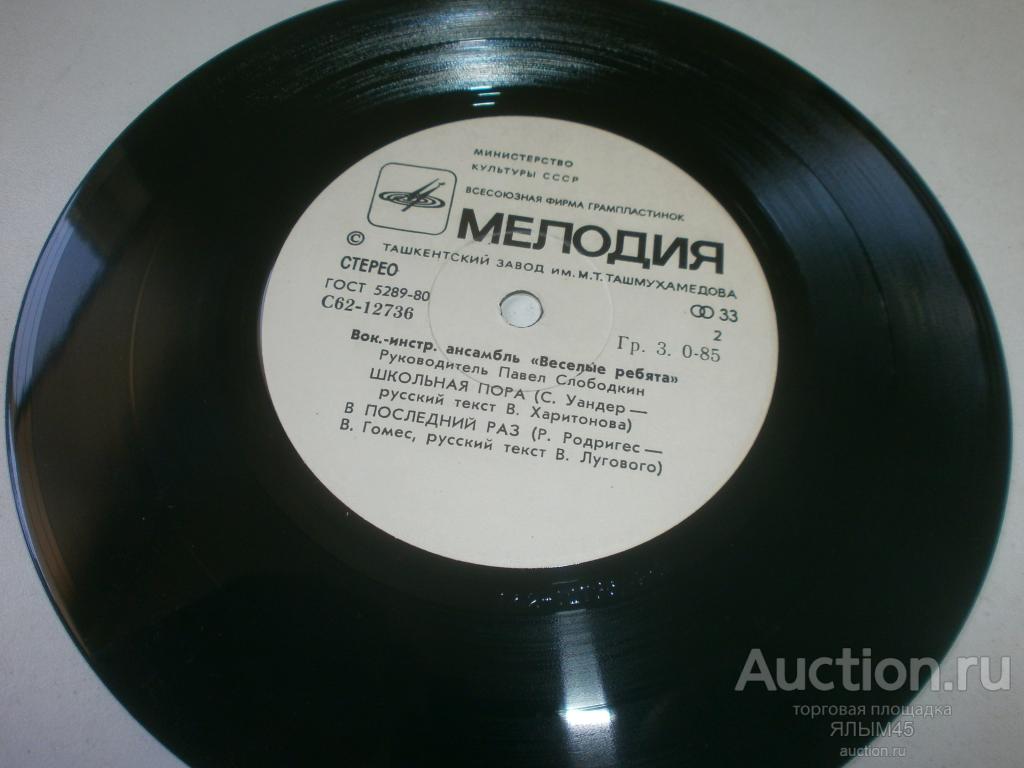 МИНИСТЕРСТВО
КУЛЬТУРЫ СССР
ВСЕСОЮЗНАЯ ФИРМА ГРАМПЛАСТИНОК
МЕЛОДИЯ
© ТАШКЕНТСКИЙ ЗАВОД ИМ. М. Т. ТАШМУХАМЕДОВА
СТЕРЕО
33
ГОСТ 5289-80
2
С62-12736
Гр. 3. 0-85
Вок.-инстр. ансамбль «Веселые ребята»
Руководитель Павел Слободкин
ШКОЛЬНАЯ ПОРА (С. Уандер —
русский текст В. Харитонова)
В ПОСЛЕДНИЙ РАЗ (Р. Родригес —
В. Гомес, русский текст В. Лугового)
Auction.ru
торговая площадка
ЯЛЫМ45
auction.ru